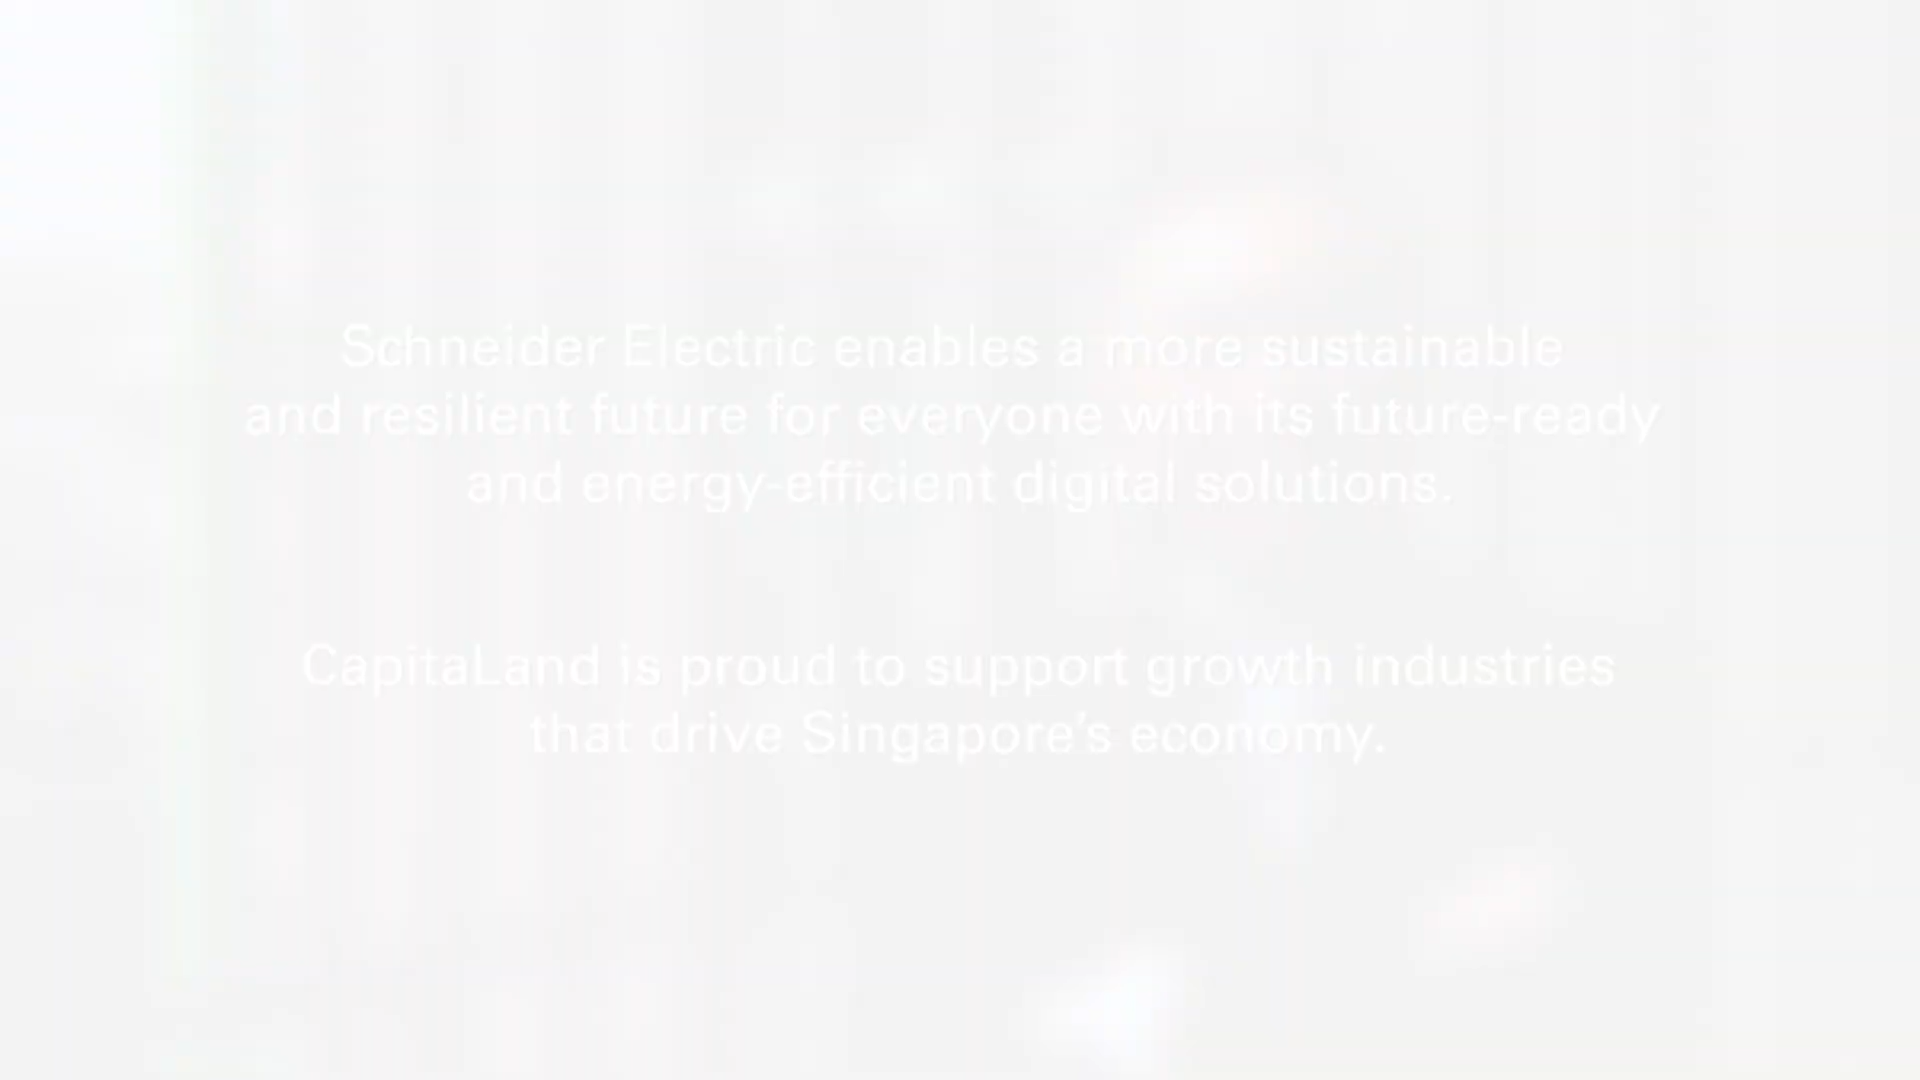 Schneider Electric enables a more sustainable
and resilient future for everyone with its future-ready
and energy-efficient digital solutions.
CapitaLand is proud to support growth industries
that drive Singapore's economy.